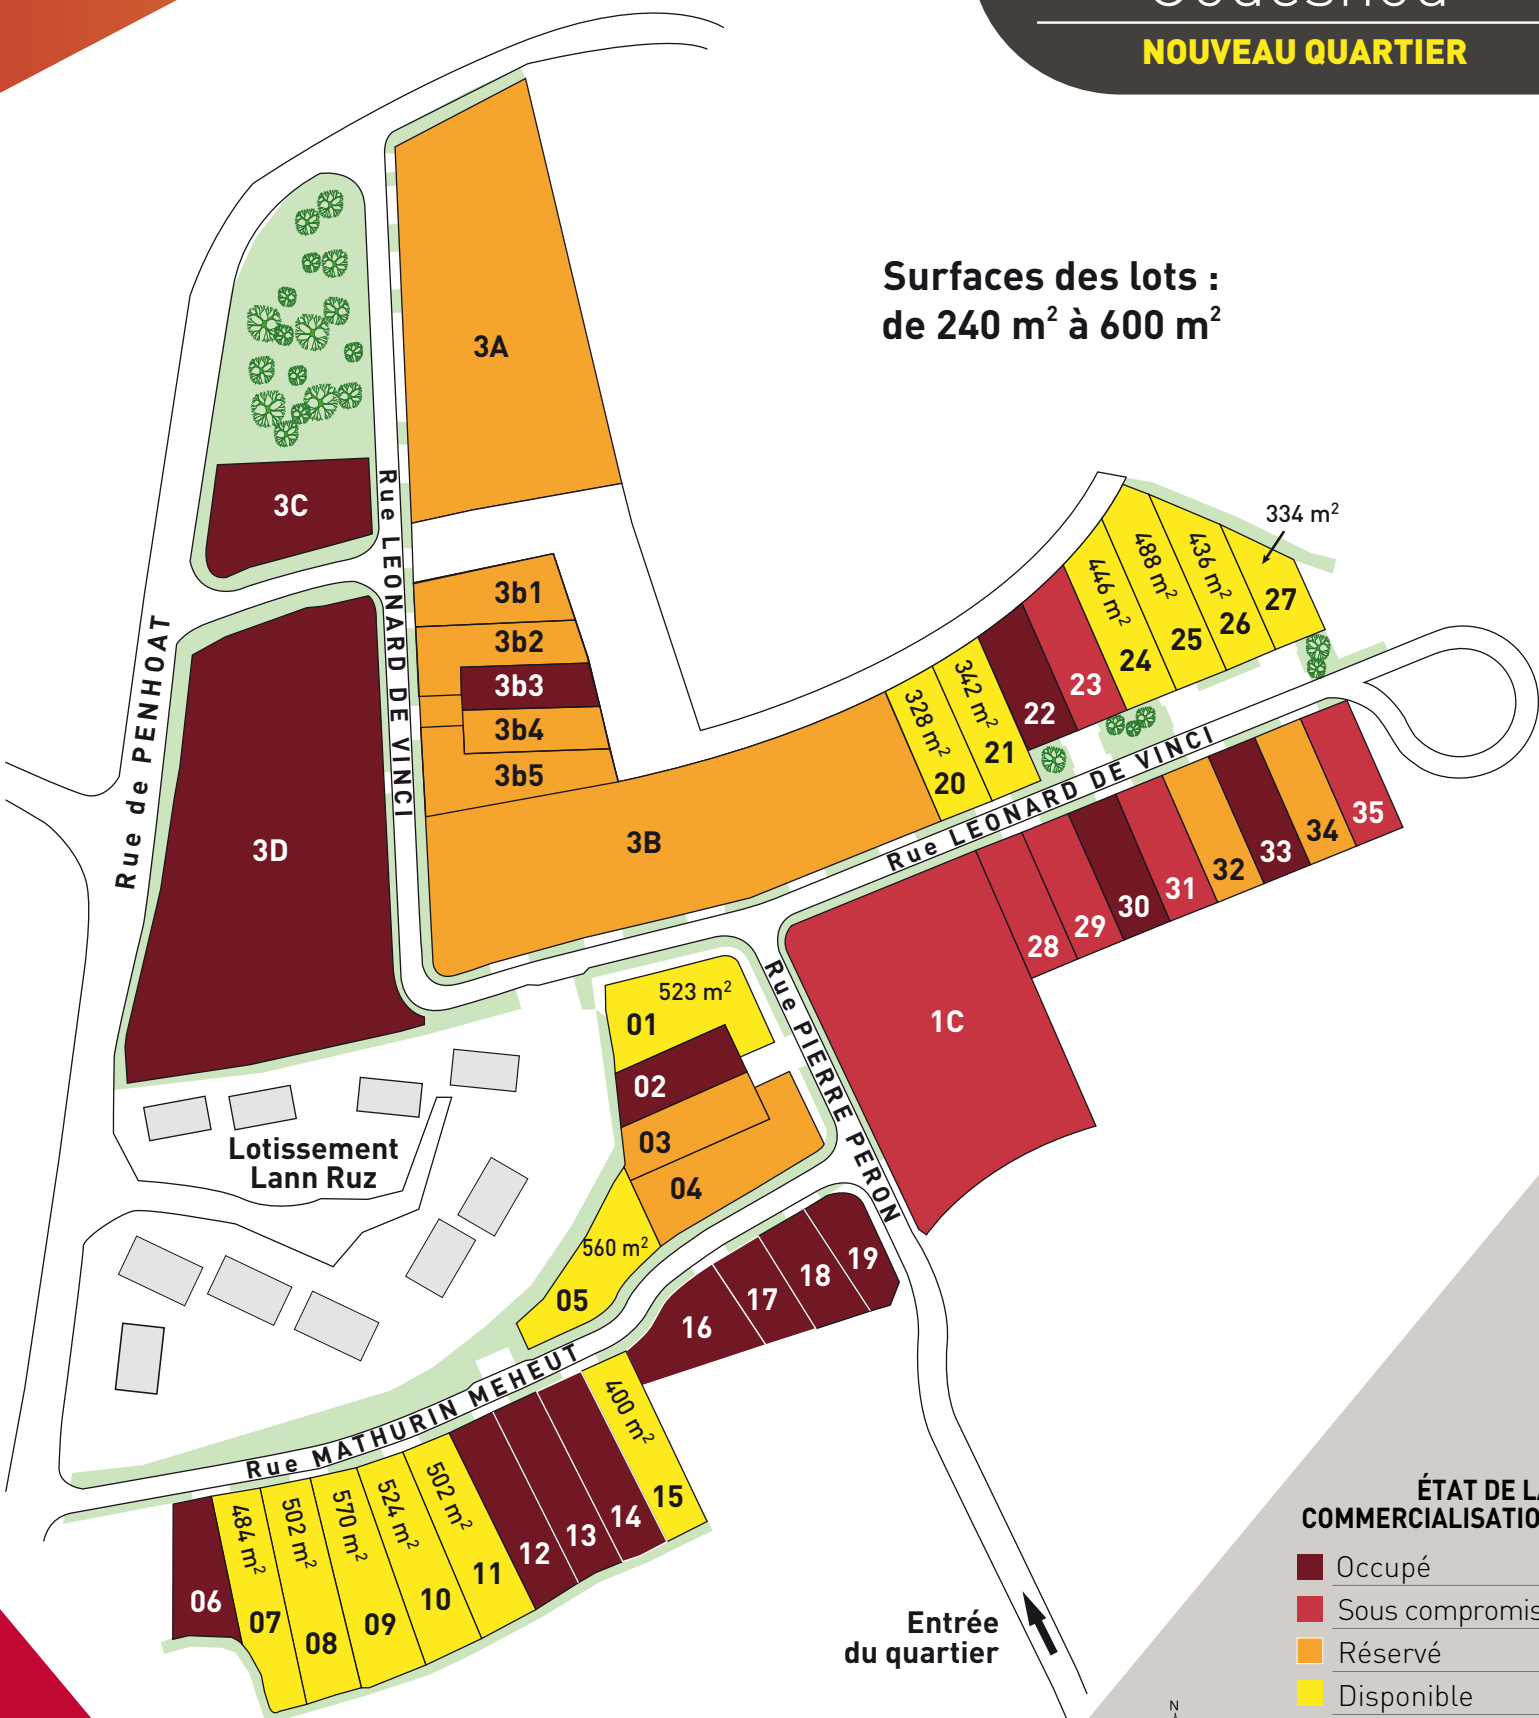 NOUVEAU QUARTIER
Surfaces des lots :
de 240 m² à 600 m²
3A
3C
Rue LEONARD DE VINCI
3b1
3b2
3b3
3b4
3b5
3B
3D
Rue de PENHOAT
334 m²
27
436 m²
26
488 m²
25
446 m²
24
23
22
342 m²
21
328 m²
20
Rue LEONARD DE VINCI
35
34
33
32
31
30
29
28
1C
Rue PIERRE PERON
523 m²
01
02
03
04
560 m²
05
Lotissement
Lann Ruz
19
18
17
16
Rue MATHURIN MEHEUT
400 m²
15
14
13
12
502 m²
11
524 m²
10
570 m²
09
502 m²
08
484 m²
07
06
Entrée
du quartier
ÉTAT DE LA
COMMERCIALISATIO
Occupé
Sous compromis
Réservé
Disponible
N